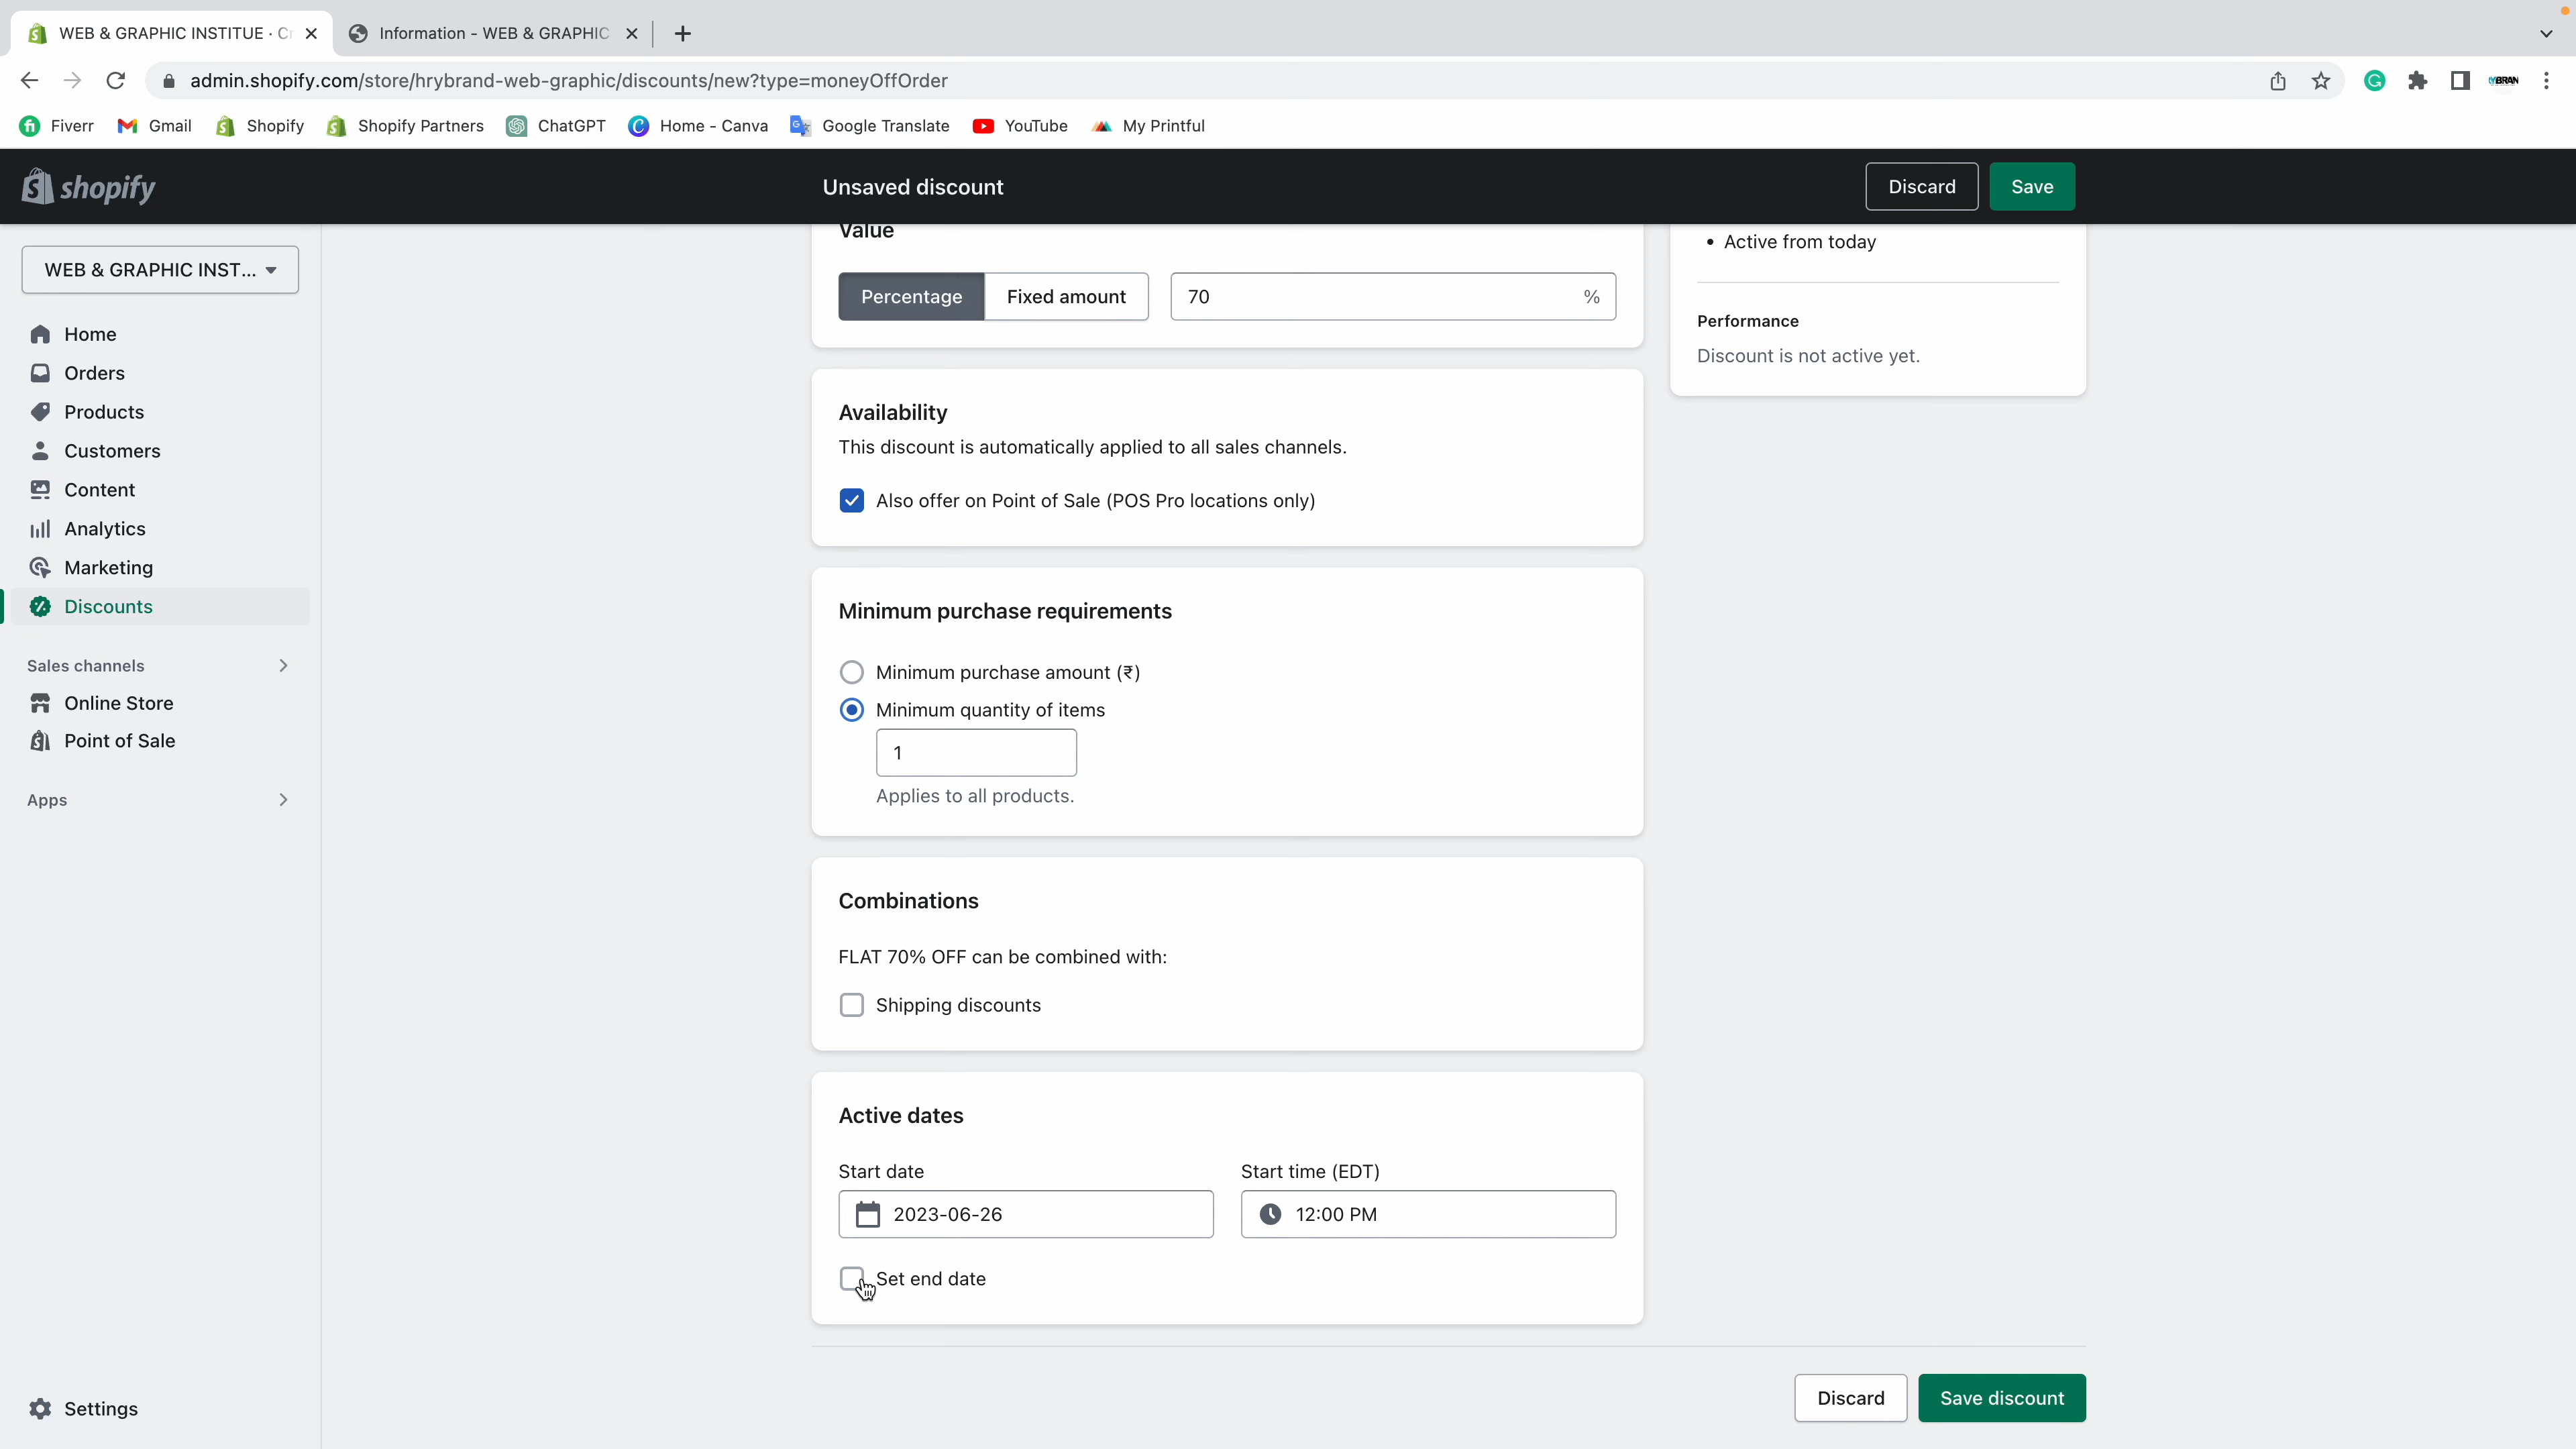 WEB & GRAPHIC INSTITUE · C
Information - WEB & GRAPHIC
admin.shopify.com/store/hrybrand-web-graphic/discounts/new?type=moneyOffOrder
Fiverr
Gmail
Shopify
Shopify Partners
ChatGPT
Home - Canva
Google Translate
YouTube
My Printful
shopify
Unsaved discount
Discard
Save
WEB & GRAPHIC INST...
Home
Orders
Products
Customers
Content
Analytics
Marketing
Discounts
Sales channels
Online Store
Point of Sale
Apps
Settings
Value
Percentage
Fixed amount
70
%
Availability
This discount is automatically applied to all sales channels.
Also offer on Point of Sale (POS Pro locations only)
Minimum purchase requirements
Minimum purchase amount (₹)
Minimum quantity of items
1
Applies to all products.
Combinations
FLAT 70% OFF can be combined with:
Shipping discounts
Active dates
Start date
Start time (EDT)
2023-06-26
12:00 PM
Set end date
• Active from today
Performance
Discount is not active yet.
Discard
Save discount